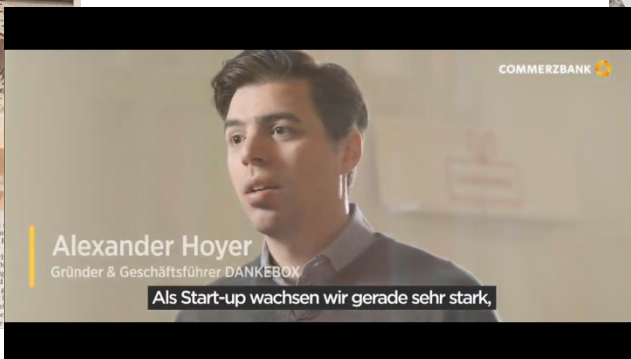 COMMERZBANK
Alexander Hoyer
Gründer & Geschäftsführer DANKEBOX
Als Start-up wachsen wir gerade sehr stark,